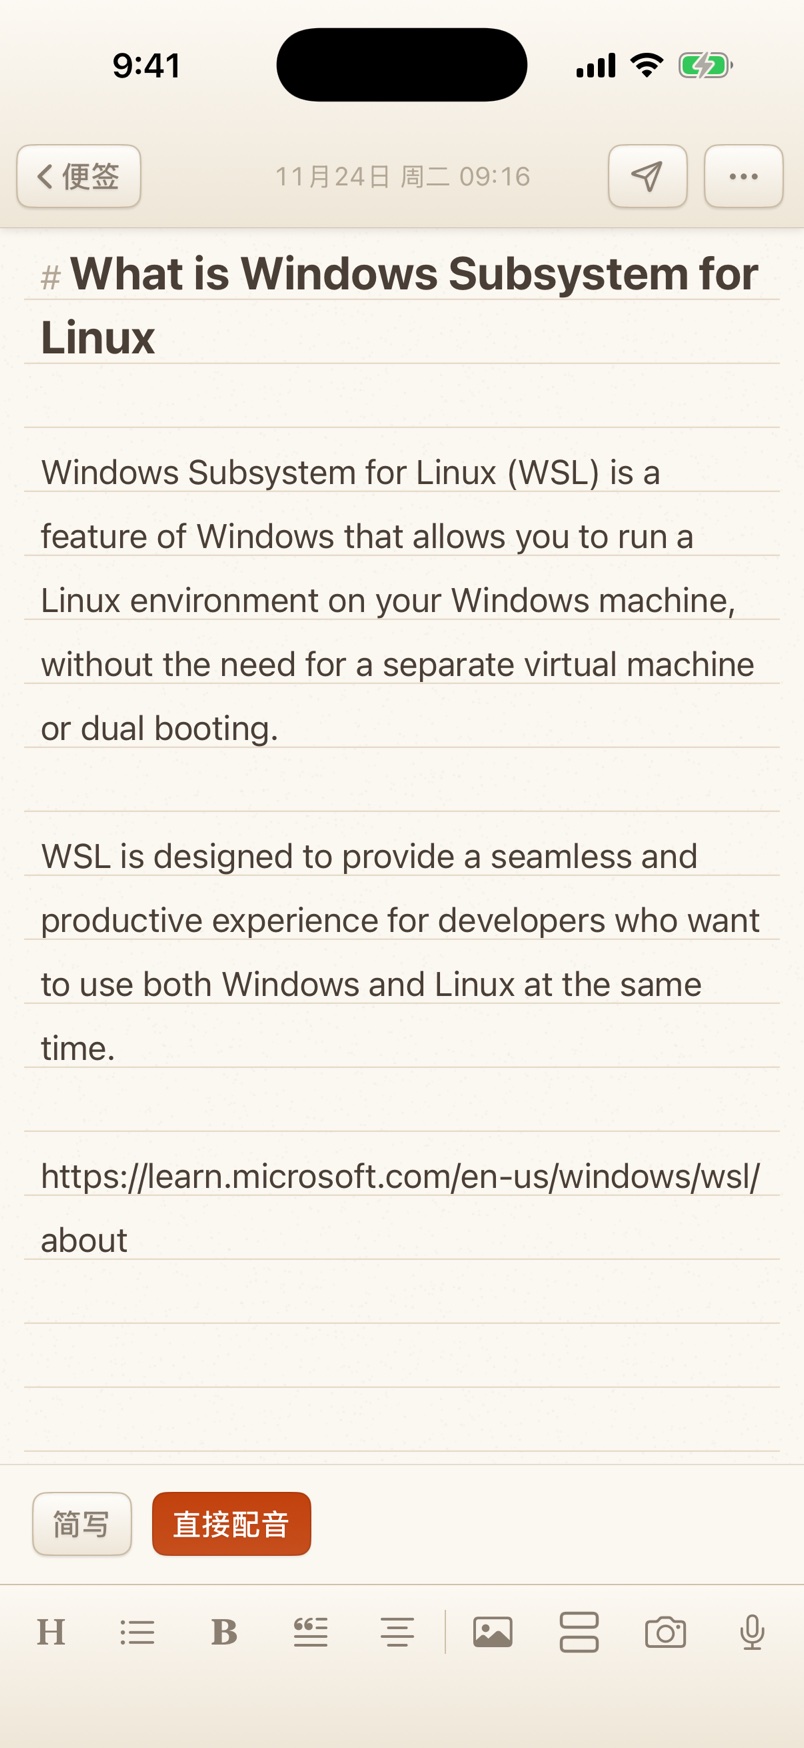 9:41
便签
11月24日 周二 09:16
# What is Windows Subsystem for
Linux
Windows Subsystem for Linux (WSL) is a
feature of Windows that allows you to run a
Linux environment on your Windows machine,
without the need for a separate virtual machine
or dual booting.
WSL is designed to provide a seamless and
productive experience for developers who want
to use both Windows and Linux at the same
time.
https://learn.microsoft.com/en-us/windows/wsl/
about
简写
直接配音
H
B